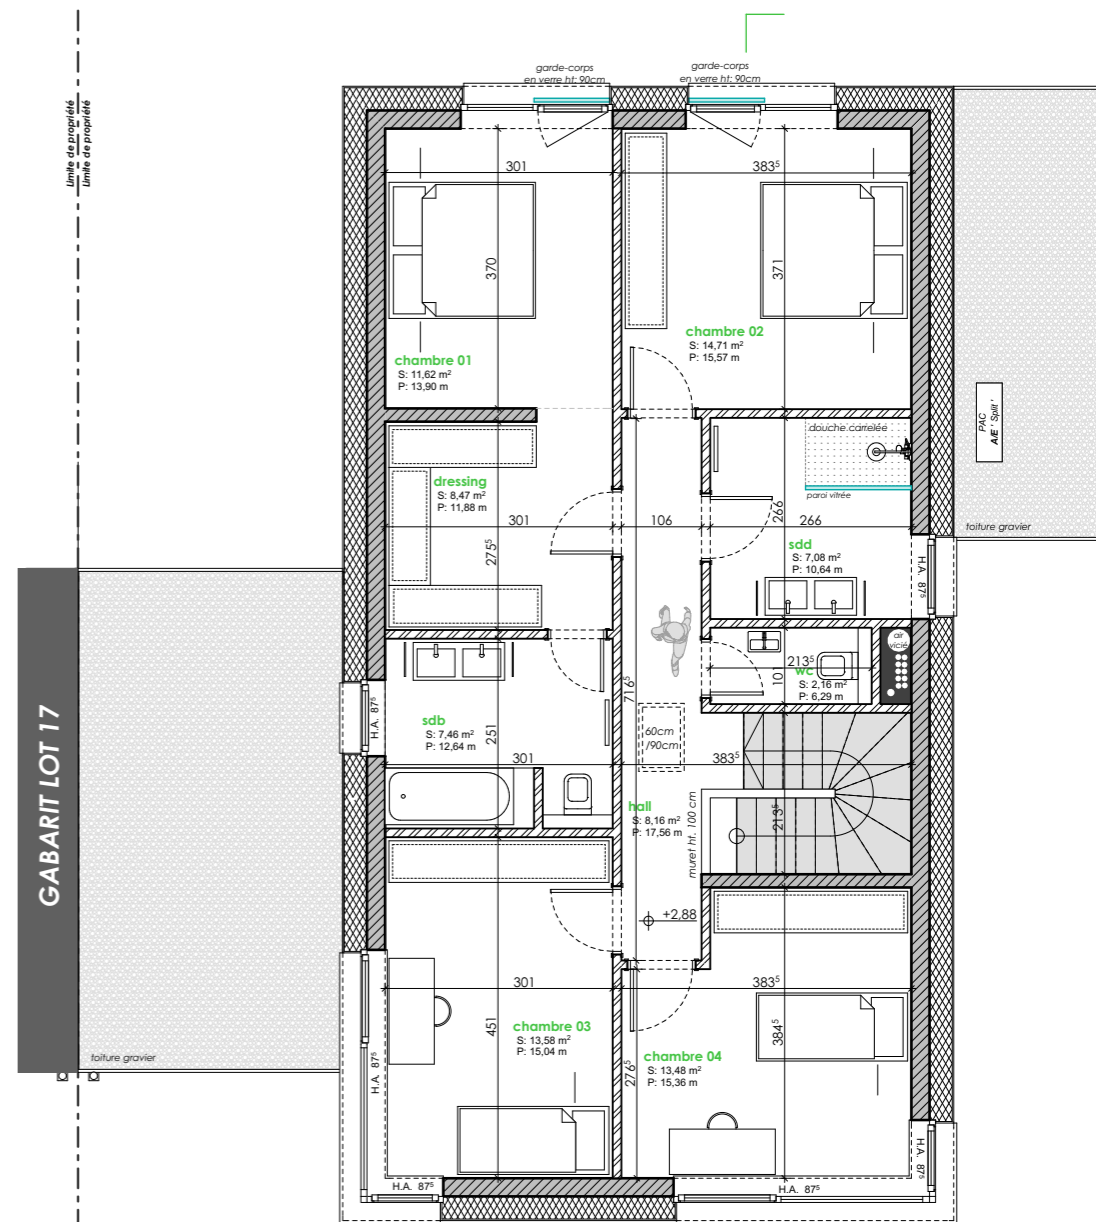 garde-corps
en verre ht: 90cm
garde-corps
en verre ht: 90cm
Limite de propriété
Limite de propriété
301
383⁵
370
371
chambre 01
S: 11,62 m²
P: 13,90 m
chambre 02
S: 14,71 m²
P: 15,57 m
PAC
A/E ' Split '
douche carrelée
paroi vitrée
toiture gravier
dressing
S: 8,47 m²
P: 11,88 m
301
106
266
266
275⁵
sdd
S: 7,08 m²
P: 10,64 m
H.A. 87⁵
air
vicié
213⁵
101
wc
S: 2,16 m²
P: 6,29 m
716⁵
H.A. 87⁵
sdb
S: 7,46 m²
P: 12,64 m
251
301
60cm
/90cm
383⁵
hall
S: 8,16 m²
P: 17,56 m
muret ht. 100 cm
213⁵
GABARIT LOT 17
+2,88
301
383⁵
451
384⁵
276⁵
chambre 03
S: 13,58 m²
P: 15,04 m
chambre 04
S: 13,48 m²
P: 15,36 m
toiture gravier
H.A. 87⁵
H.A. 87⁵
H.A. 87⁵
H.A. 87⁵